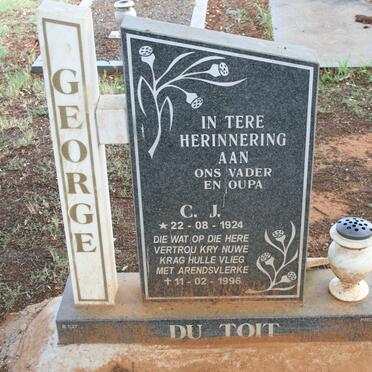 GEORGE
IN TERE
HERINNERING
AAN
ONS VADER
EN OUPA
C. J.
★ 22 - 08 - 1924
DIE WAT OP DIE HERE
VERTROU KRY NUWE
KRAG HULLE VLIEG
MET ARENDSVLERKE
✝ 11 - 02 - 1996
DU TOIT